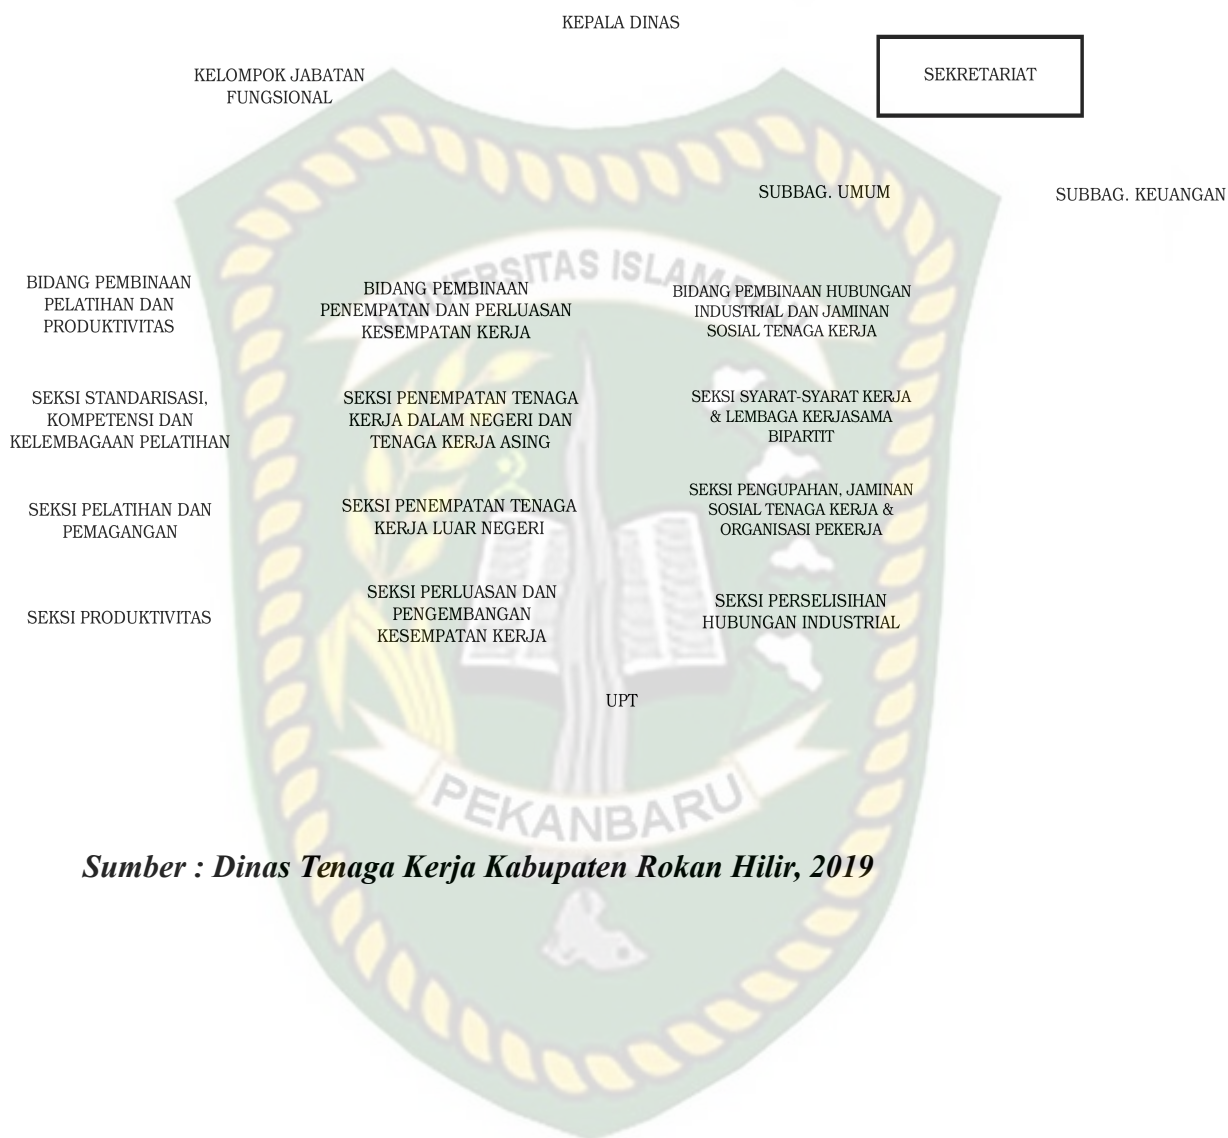 KEPALA DINAS
KELOMPOK JABATAN
FUNGSIONAL
SEKRETARIAT
SUBBAG. UMUM
SUBBAG. KEUANGAN
BIDANG PEMBINAAN
PELATIHAN DAN
PRODUKTIVITAS
BIDANG PEMBINAAN
PENEMPATAN DAN PERLUASAN
KESEMPATAN KERJA
BIDANG PEMBINAAN HUBUNGAN
INDUSTRIAL DAN JAMINAN
SOSIAL TENAGA KERJA
SEKSI STANDARISASI,
KOMPETENSI DAN
KELEMBAGAAN PELATIHAN
SEKSI PENEMPATAN TENAGA
KERJA DALAM NEGERI DAN
TENAGA KERJA ASING
SEKSI SYARAT-SYARAT KERJA
& LEMBAGA KERJASAMA
BIPARTIT
SEKSI PELATIHAN DAN
PEMAGANGAN
SEKSI PENEMPATAN TENAGA
KERJA LUAR NEGERI
SEKSI PENGUPAHAN, JAMINAN
SOSIAL TENAGA KERJA &
ORGANISASI PEKERJA
SEKSI PRODUKTIVITAS
SEKSI PERLUASAN DAN
PENGEMBANGAN
KESEMPATAN KERJA
SEKSI PERSELISIHAN
HUBUNGAN INDUSTRIAL
UPT
Sumber : Dinas Tenaga Kerja Kabupaten Rokan Hilir, 2019
UNIVERSITAS ISLAM RIAU
PEKANBARU